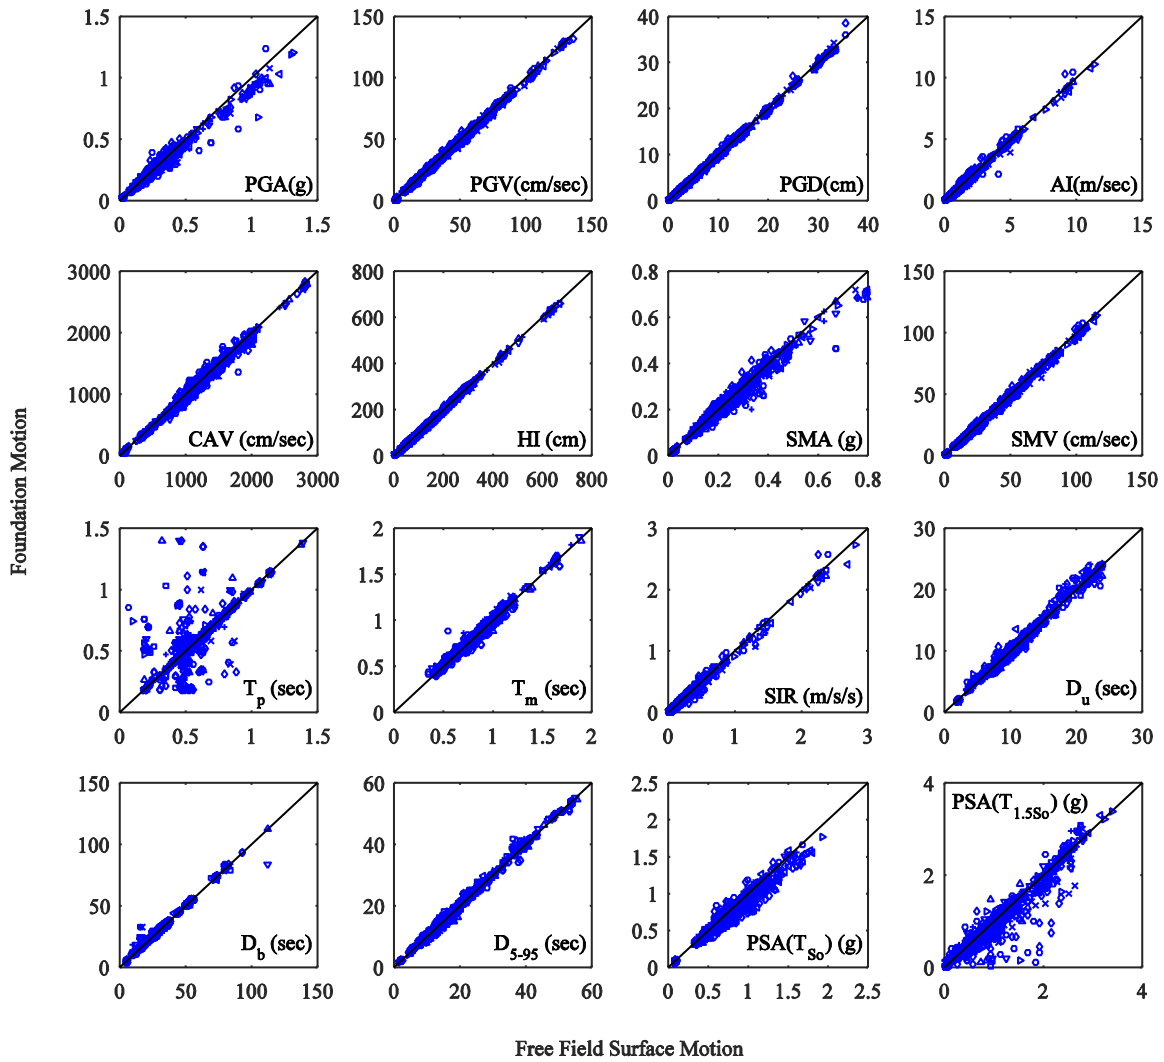 1.5
1
0.5
0
0 0.5 1 1.5
PGA(g)
150
100
50
0
0 50 100 150
PGV(cm/sec)
40
30
20
10
0
0 10 20 30 40
PGD(cm)
15
10
5
0
0 5 10 15
AI(m/sec)
3000
2000
1000
0
0 1000 2000 3000
CAV (cm/sec)
800
600
400
200
0
0 200 400 600 800
HI (cm)
0.8
0.6
0.4
0.2
0
0 0.2 0.4 0.6 0.8
SMA (g)
150
100
50
0
0 50 100 150
SMV (cm/sec)
Foundation Motion
1.5
1
0.5
0
0 0.5 1 1.5
Tp (sec)
2
1.5
1
0.5
0
0 0.5 1 1.5 2
Tm (sec)
3
2
1
0
0 1 2 3
SIR (m/s/s)
30
20
10
0
0 10 20 30
Du (sec)
150
100
50
0
0 50 100 150
Db (sec)
60
40
20
0
0 20 40 60
D5-95 (sec)
2.5
2
1.5
1
0.5
0
0 0.5 1 1.5 2 2.5
PSA(TSo) (g)
4
2
0
0 2 4
PSA(T1.5So) (g)
Free Field Surface Motion